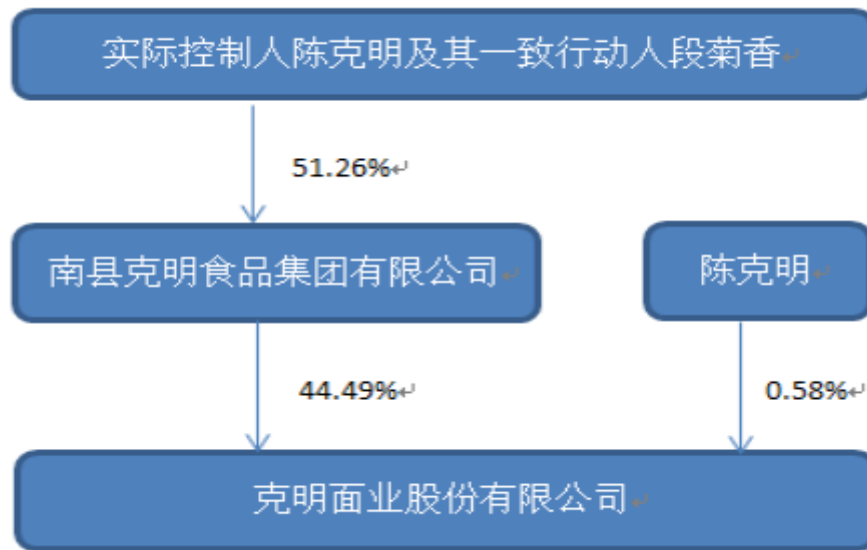 实际控制人陈克明及其一致行动人段菊香
51.26%
南县克明食品集团有限公司
陈克明
44.49%
0.58%
克明面业股份有限公司